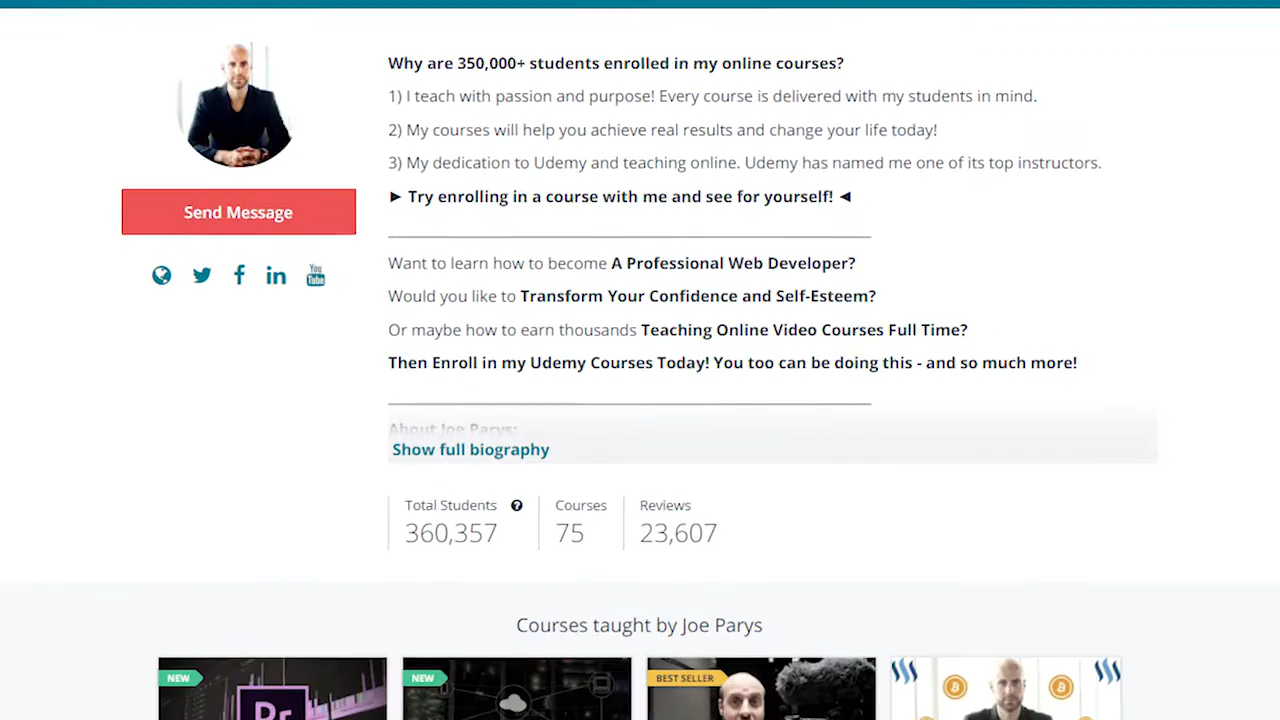 Why are 350,000+ students enrolled in my online courses?
1) I teach with passion and purpose! Every course is delivered with my students in mind.
2) My courses will help you achieve real results and change your life today!
3) My dedication to Udemy and teaching online. Udemy has named me one of its top instructors.
► Try enrolling in a course with me and see for yourself! ◄
Send Message
You Tube
Want to learn how to become A Professional Web Developer?
Would you like to Transform Your Confidence and Self-Esteem?
Or maybe how to earn thousands Teaching Online Video Courses Full Time?
Then Enroll in my Udemy Courses Today! You too can be doing this - and so much more!
About Joe Parys:
Show full biography
Total Students Courses Reviews
360,357 75 23,607
Courses taught by Joe Parys
NEW NEW BEST SELLER
Pr